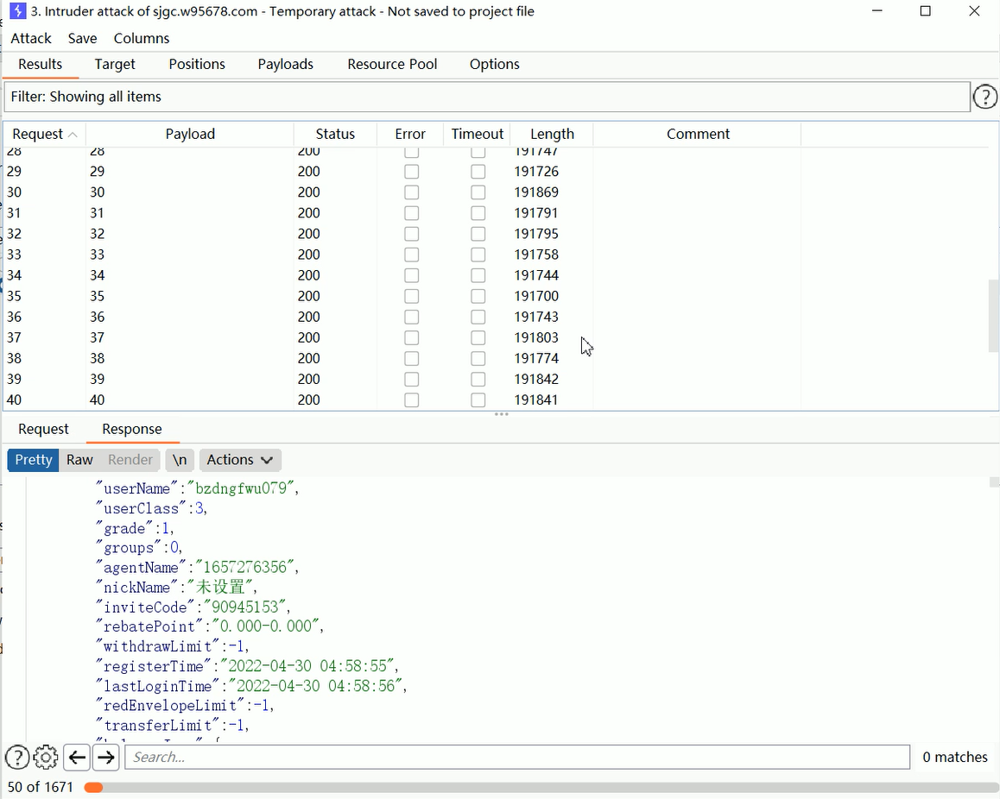 3. Intruder attack of sjgc.w95678.com - Temporary attack - Not saved to project file
Attack Save Columns
Results Target Positions Payloads Resource Pool Options
Filter: Showing all items
?
Request Payload Status Error Timeout Length Comment
28 28 200 191747
29 29 200 191726
30 30 200 191869
31 31 200 191791
32 32 200 191795
33 33 200 191758
34 34 200 191744
35 35 200 191700
36 36 200 191743
37 37 200 191803
38 38 200 191774
39 39 200 191842
40 40 200 191841
Request Response
Pretty Raw Render \n Actions
"userName":"bzdngfwu079",
"userClass":3,
"grade":1,
"groups":0,
"agentName":"1657276356",
"nickName":"未设置",
"inviteCode":"90945153",
"rebatePoint":"0.000-0.000",
"withdrawLimit":-1,
"registerTime":"2022-04-30 04:58:55",
"lastLoginTime":"2022-04-30 04:58:56",
"redEnvelopeLimit":-1,
"transferLimit":-1,
? Search... 0 matches
50 of 1671